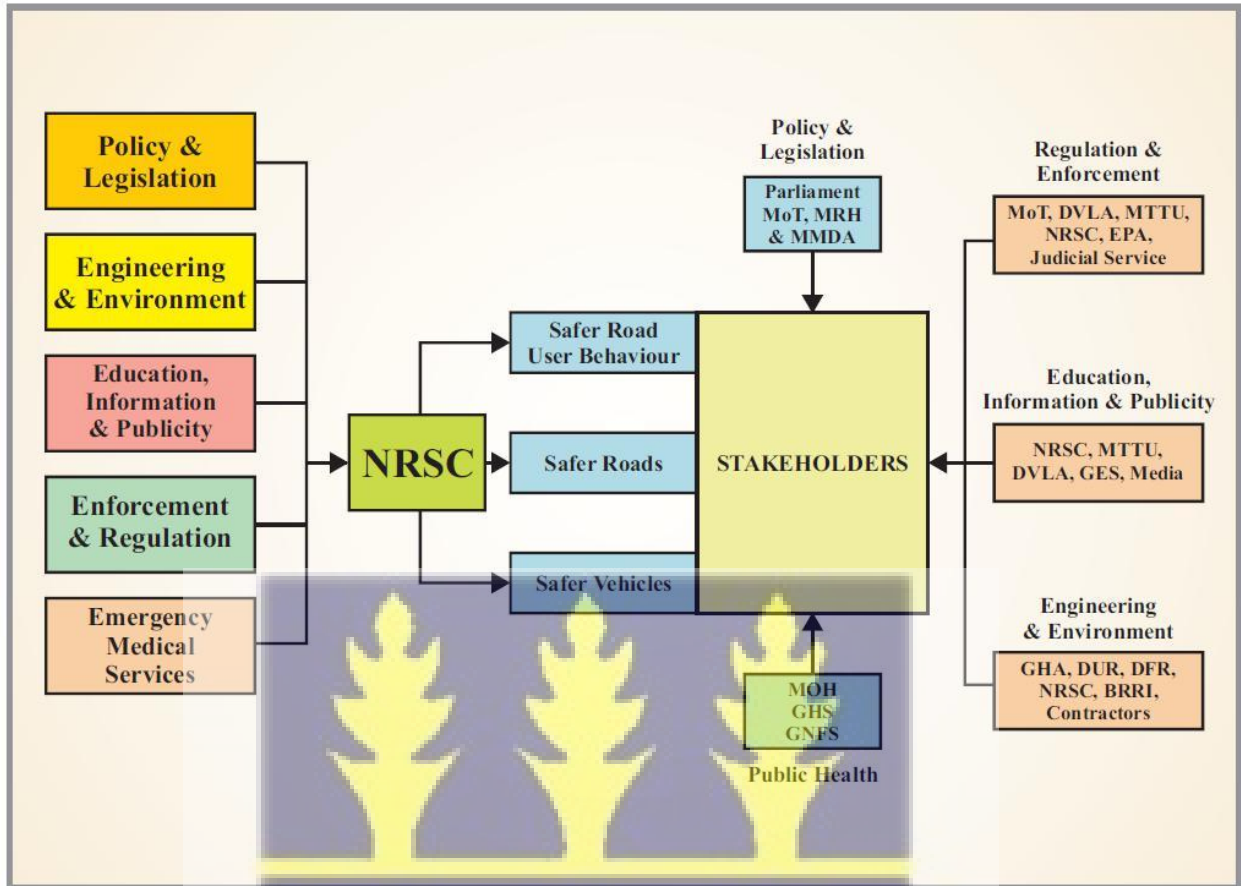 Policy &
Legislation
Engineering
& Environment
Education,
Information
& Publicity
Enforcement
& Regulation
Emergency
Medical
Services
NRSC
Safer Road
User Behaviour
Safer Roads
Safer Vehicles
Policy &
Legislation
Parliament
MoT, MRH
& MMDA
STAKEHOLDERS
MOH
GHS
GNFS
Public Health
Regulation &
Enforcement
MoT, DVLA, MTTU,
NRSC, EPA,
Judicial Service
Education,
Information & Publicity
NRSC, MTTU,
DVLA, GES, Media
Engineering
& Environment
GHA, DUR, DFR,
NRSC, BRRI,
Contractors